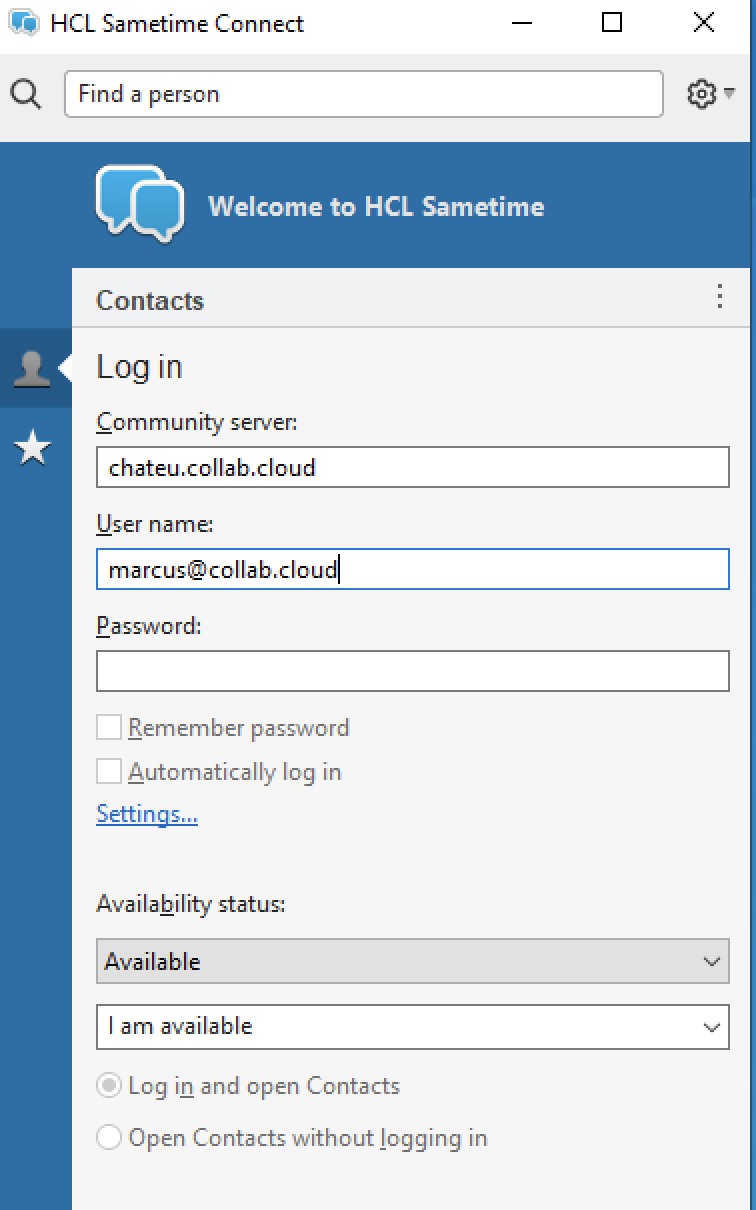 HCL Sametime Connect
Find a person
Welcome to HCL Sametime
Contacts
Log in
Community server:
chateu.collab.cloud
User name:
marcus@collab.cloud
Password:
Remember password
Automatically log in
Settings...
Availability status:
Available
I am available
Log in and open Contacts
Open Contacts without logging in